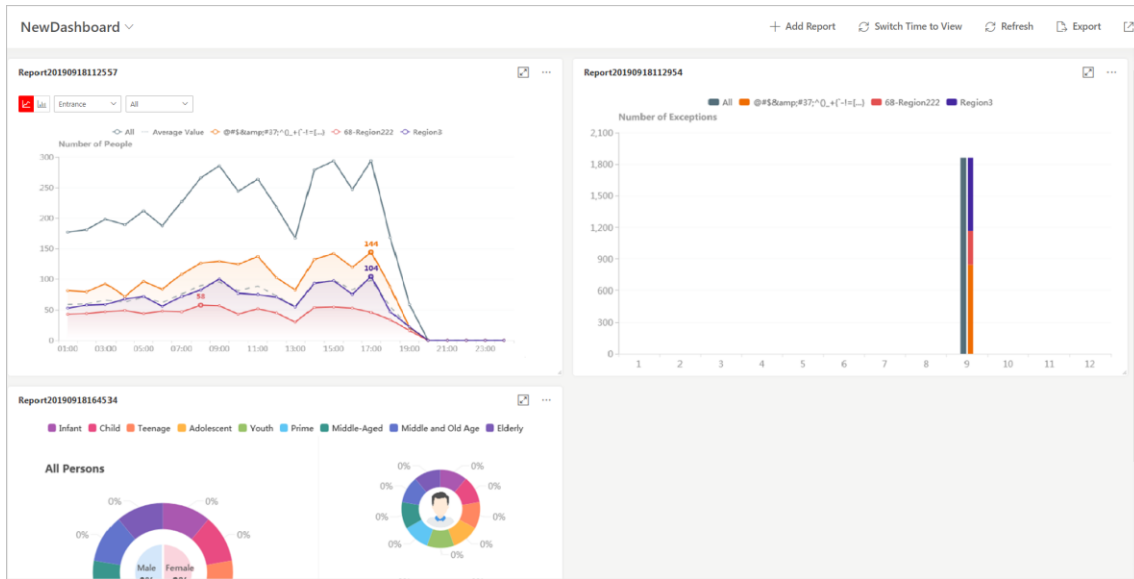 NewDashboard
Add Report Switch Time to View Refresh Export
Report20190918112557
Entrance All
All Average Value @#$&amp;#37;^()_+{`-!=[...) 68-Region222 Region3
Number of People
300
250
200
150
100
50
0
144
104
58
01:00 03:00 05:00 07:00 09:00 11:00 13:00 15:00 17:00 19:00 21:00 23:00
Report20190918112954
All @#$&amp;#37;^()_+{`-!=[...) 68-Region222 Region3
Number of Exceptions
2,100
1,800
1,500
1,200
900
600
300
0
1 2 3 4 5 6 7 8 9 10 11 12
Report20190918164534
Infant Child Teenage Adolescent Youth Prime Middle-Aged Middle and Old Age Elderly
All Persons
0% 0%
0% 0%
Male Female
0% 0%
0% 0%
0% 0%
0% 0%
0%